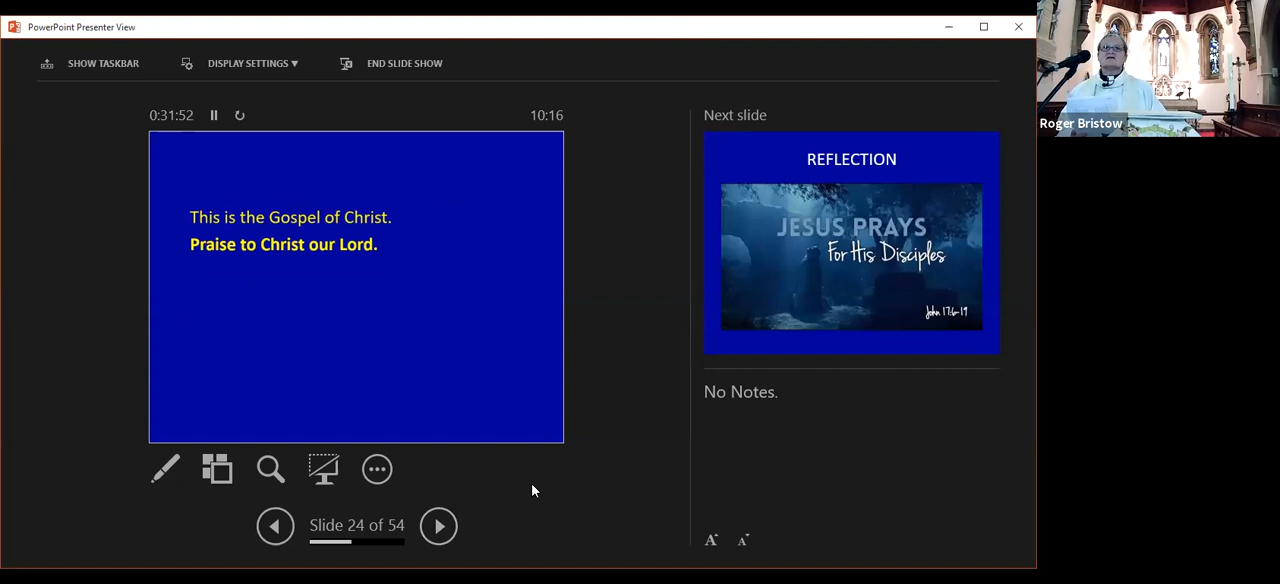 PowerPoint Presenter View
SHOW TASKBAR
DISPLAY SETTINGS ▼
END SLIDE SHOW
0:31:52
10:16
This is the Gospel of Christ.
Praise to Christ our Lord.
Slide 24 of 54
Next slide
REFLECTION
JESUS PRAYS
For His Disciples
John 17:6-19
No Notes.
A
A
Roger Bristow